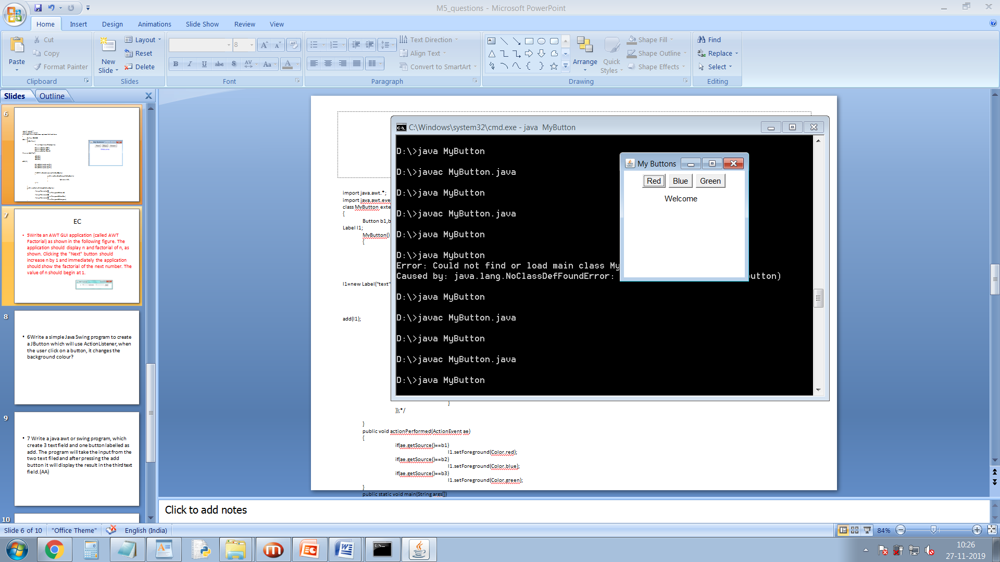 M5_questions - Microsoft PowerPoint
Home Insert Design Animations Slide Show Review View
Paste
Cut
Copy
Format Painter
Clipboard
New Slide
Layout
Reset
Delete
Slides
8
B I U abc S AV Aa A
Font
Text Direction
Align Text
Convert to SmartArt
Paragraph
Arrange
Quick Styles
Shape Fill
Shape Outline
Shape Effects
Drawing
Find
Replace
Select
Editing
Slides Outline
6
7
EC
• 5Write an AWT GUI application (called AWT
Factorial) as shown in the following figure. The
application should display n and factorial of n, as
shown. Clicking the "Next" button should
increase n by 1 and immediately the application
should show the factorial of the next number. The
value of n should begin at 1.
8
• 6Write a simple Java Swing program to create
a JButton which will use ActionListener, when
the user click on a button, it changes the
background colour?
9
• 7 Write a java awt or swing program, which
create 3 text field and one button labelled as
add. The program will take the input from the
two text filed and after pressing the add
button it will display the result in the third text
field.(AA)
10
import java.awt.*;
import java.awt.eve
class MyButton exte
{
Button b1,b
Label l1;
MyButton()
{
l1=new Label("text"
add(l1);
}
});*/
}
public void actionPerformed(ActionEvent ae)
{
if(ae.getSource()==b1)
l1.setForeground(Color.red);
if(ae.getSource()==b2)
l1.setForeground(Color.blue);
if(ae.getSource()==b3)
l1.setForeground(Color.green);
}
public static void main(String args[])
C:\Windows\system32\cmd.exe - java MyButton
D:\>java MyButton
D:\>javac MyButton.java
D:\>java MyButton
D:\>javac MyButton.java
D:\>java MyButton
D:\>java Mybutton
Error: Could not find or load main class My
Caused by: java.lang.NoClassDefFoundError: utton)
D:\>java MyButton
D:\>javac MyButton.java
D:\>java MyButton
D:\>javac MyButton.java
D:\>java MyButton
My Buttons
Red Blue Green
Welcome
Click to add notes
Slide 6 of 10 "Office Theme" English (India) 84%
10:26
27-11-2019